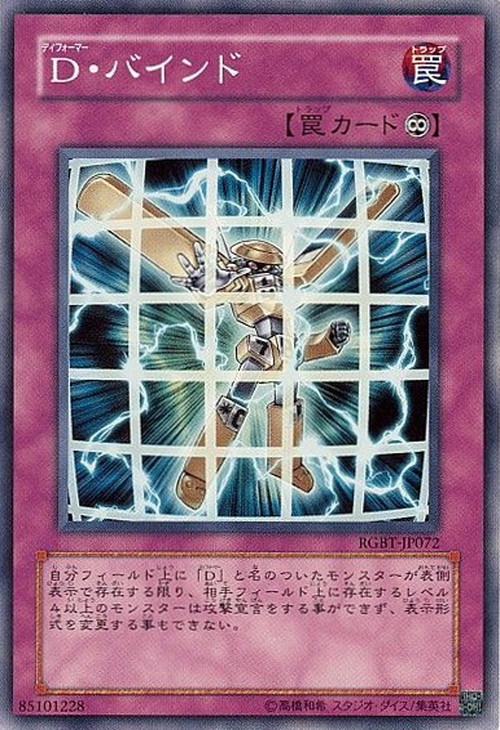 ディフォーマー
D・バインド
トラップ
罠
トラップ
【罠カード】
RGBT-JP072
自分フィールド上に「D」と名のついたモンスターが表側
表示で存在する限り、相手フィールド上に存在するレベル
4以上のモンスターは攻撃宣言をする事ができず、表示形
式を変更する事もできない。
85101228
©高橋和希 スタジオ・ダイス/集英社